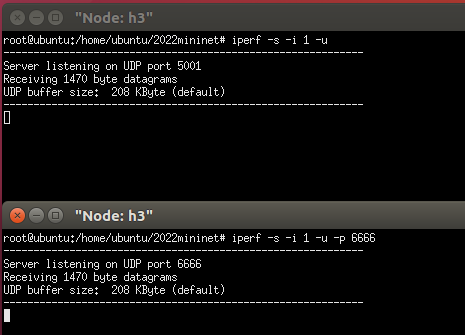 "Node: h3"
root@ubuntu:/home/ubuntu/2022mininet# iperf -s -i 1 -u
------------------------------------------------------------
Server listening on UDP port 5001
Receiving 1470 byte datagrams
UDP buffer size:  208 KByte (default)
------------------------------------------------------------
"Node: h3"
root@ubuntu:/home/ubuntu/2022mininet# iperf -s -i 1 -u -p 6666
------------------------------------------------------------
Server listening on UDP port 6666
Receiving 1470 byte datagrams
UDP buffer size:  208 KByte (default)
------------------------------------------------------------